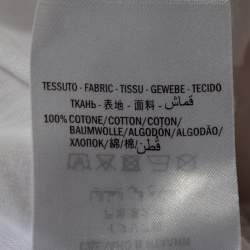 TESSUTO - FABRIC - TISSU - GEWEBE - TECIDO
ТКАНЬ - 表地 - 面料 - قماش
100% COTONE/COTTON/COTON/
BAUMWOLLE/ALGODON/ALGODÃO/
ХЛОПОК/綿/棉/قطن